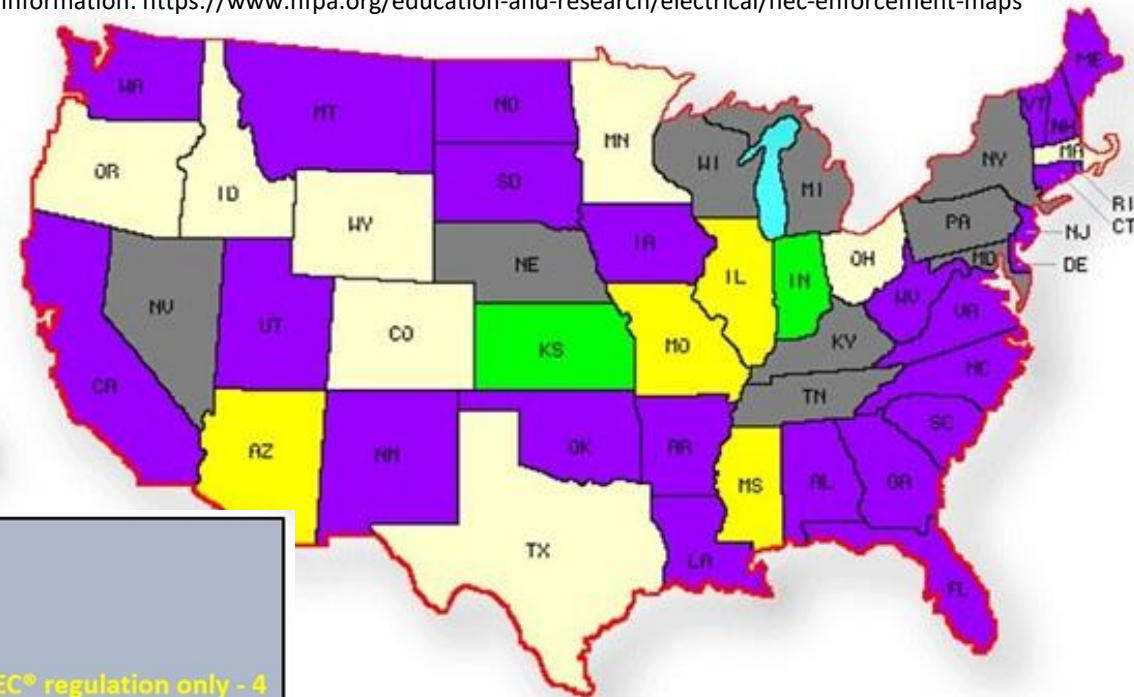 information: https://www.nfpa.org/education-and-research/electrical/nec-enforcement-maps
WA
MT
ND
MN
ME
VT
NH
OR
ID
SD
WI
MI
NY
MA
WY
RI
CT
NE
IA
PA
NJ
OH
MD
DE
NV
UT
CO
KS
MO
IL
IN
WV
VA
KY
CA
NC
TN
AZ
NM
OK
AR
SC
MS
AL
GA
TX
LA
FL
EC® regulation only - 4